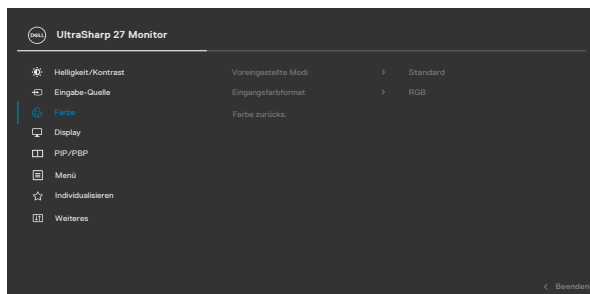 DELL UltraSharp 27 Monitor
Helligkeit/Kontrast Voreingestellte Modi > Standard
Eingabe-Quelle Eingangsfarbformat > RGB
Farbe Farbe zurücks.
Display
PIP/PBP
Menü
Individualisieren
Weiteres
< Beenden